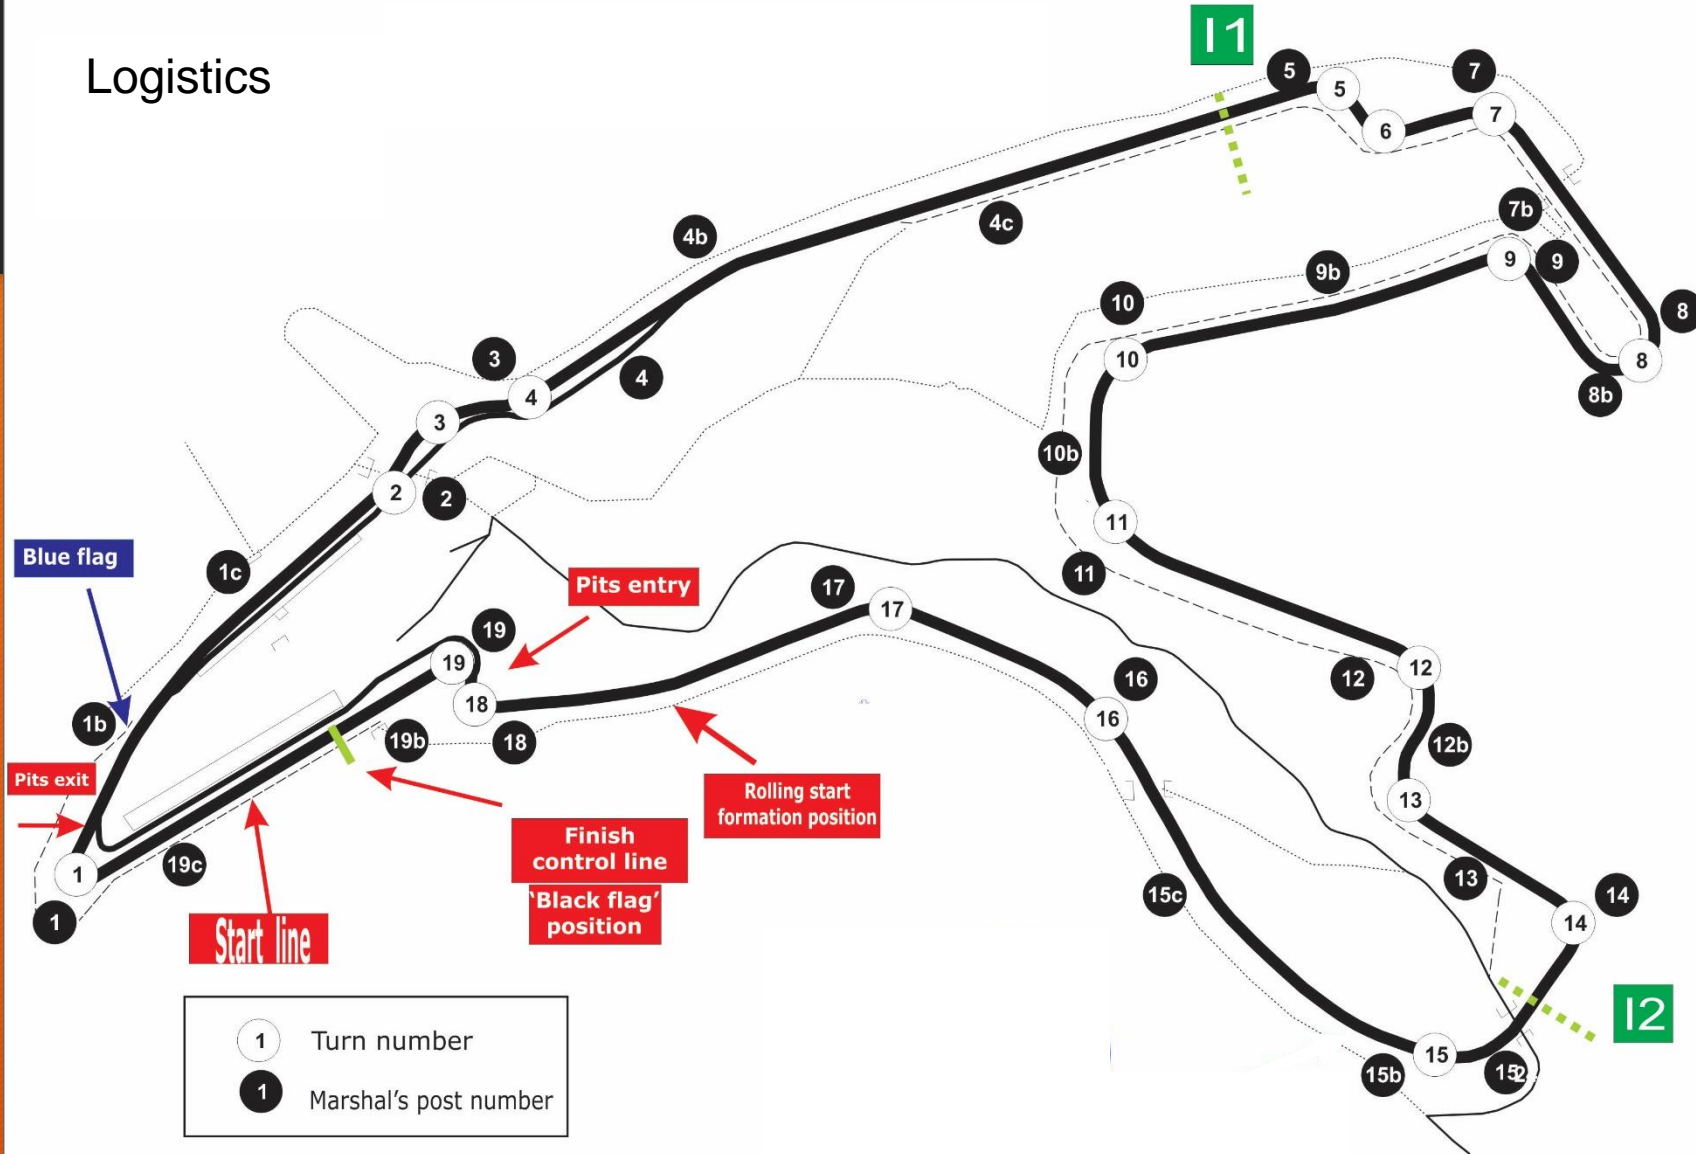 Logistics
I1
5
7
5
7
6
4b
4c
7b
9
9
9b
10
8
8
8b
10
3
4
4
3
10b
2
2
11
Blue flag
1c
11
Pits entry
17
17
19
19
12
12
16
16
18
18
1b
19b
12b
Pits exit
Rolling start
formation position
13
13
Finish
control line
'Black flag'
position
1
19c
1
15c
14
14
Start line
I2
15
15b
15
1 Turn number
1 Marshal's post number